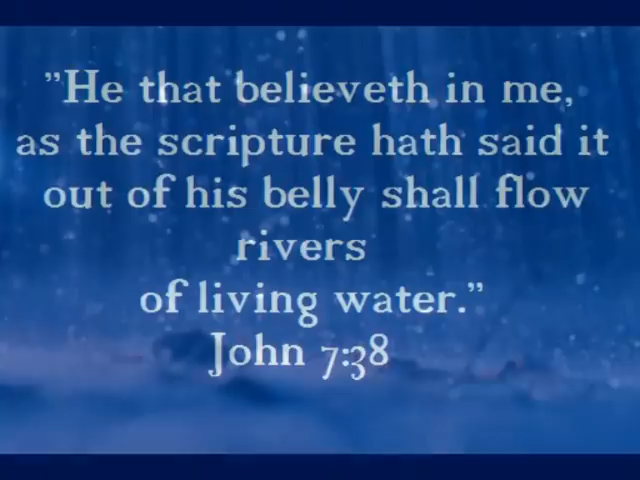 "He that believeth in me,
as the scripture hath said it
out of his belly shall flow
rivers
of living water."
John 7:38